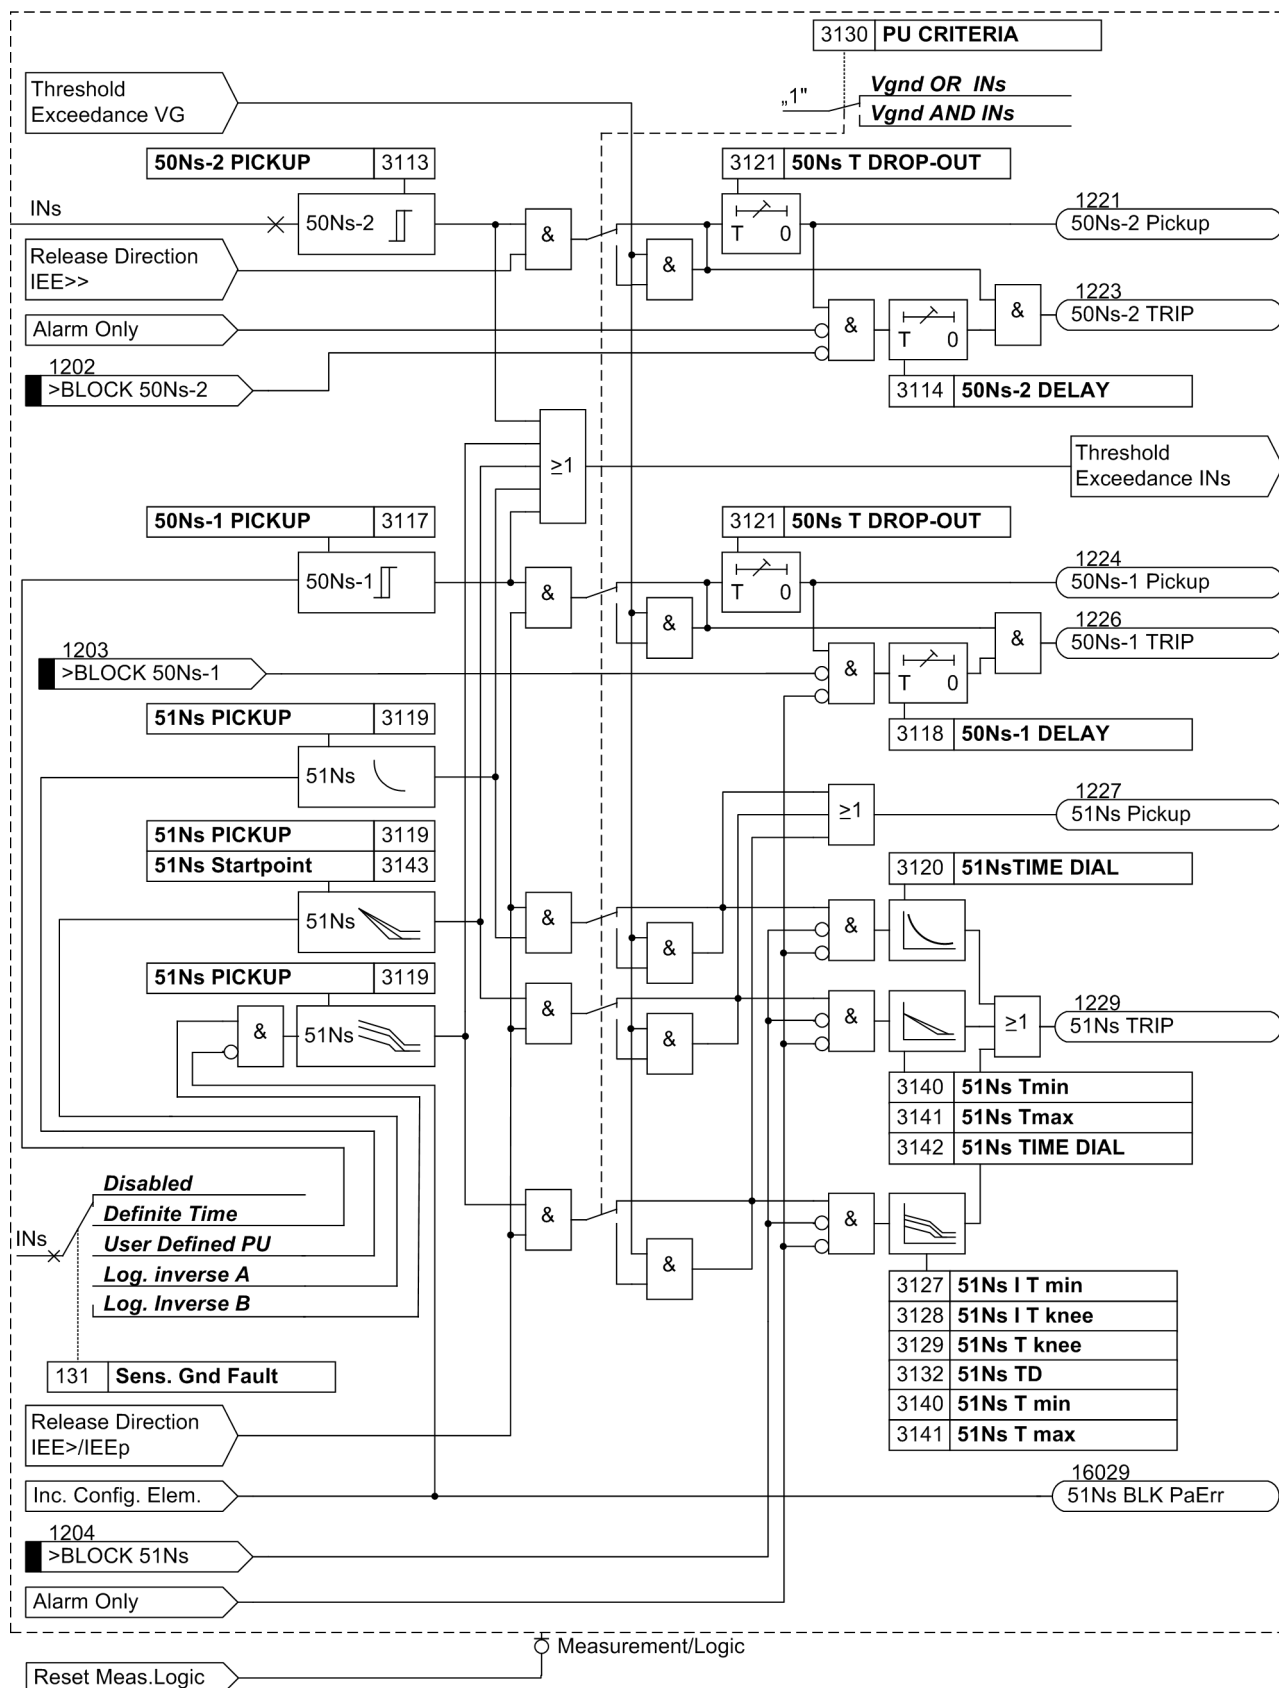 3130 PU CRITERIA
Threshold
Exceedance VG
„1"
Vgnd OR INs
Vgnd AND INs
50Ns-2 PICKUP 3113
3121 50Ns T DROP-OUT
INs
50Ns-2
&
T 0
1221
50Ns-2 Pickup
Release Direction
IEE>>
&
1223
50Ns-2 TRIP
&
Alarm Only
&
T 0
1202
>BLOCK 50Ns-2
3114 50Ns-2 DELAY
≥1
Threshold
Exceedance INs
50Ns-1 PICKUP 3117
3121 50Ns T DROP-OUT
50Ns-1
&
T 0
1224
50Ns-1 Pickup
&
1226
50Ns-1 TRIP
&
1203
>BLOCK 50Ns-1
&
T 0
51Ns PICKUP 3119
3118 50Ns-1 DELAY
51Ns
1227
51Ns Pickup
≥1
51Ns PICKUP 3119
51Ns Startpoint 3143
3120 51NsTIME DIAL
51Ns
&
&
&
51Ns PICKUP 3119
&
51Ns
&
&
&
≥1
1229
51Ns TRIP
3140 51Ns Tmin
3141 51Ns Tmax
3142 51Ns TIME DIAL
Disabled
Definite Time
INs
User Defined PU
Log. inverse A
Log. Inverse B
&
&
&
3127 51Ns I T min
3128 51Ns I T knee
3129 51Ns T knee
3132 51Ns TD
3140 51Ns T min
3141 51Ns T max
131 Sens. Gnd Fault
Release Direction
IEE>/IEEp
Inc. Config. Elem.
16029
51Ns BLK PaErr
1204
>BLOCK 51Ns
Alarm Only
Measurement/Logic
Reset Meas.Logic